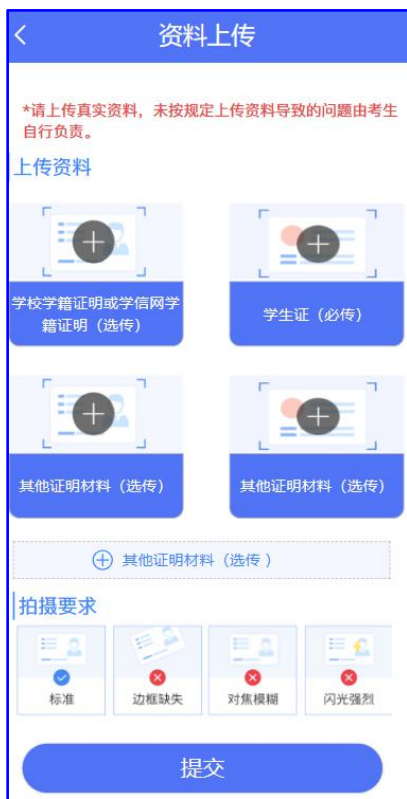 资料上传
*请上传真实资料，未按规定上传资料导致的问题由考生
自行负责。
上传资料
学校学籍证明或学信网学
籍证明（选传）
学生证（必传）
其他证明材料（选传）
其他证明材料（选传）
其他证明材料（选传 ）
拍摄要求
标准
边框缺失
对焦模糊
闪光强烈
提交